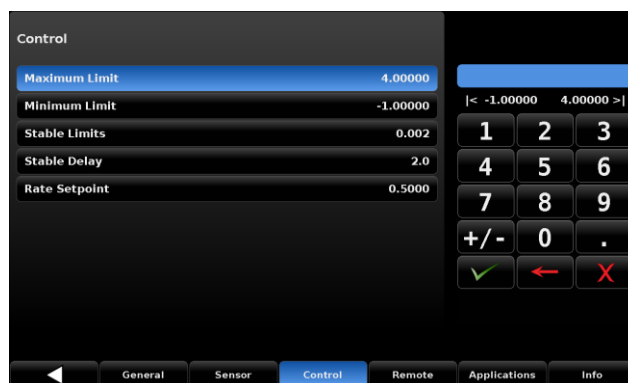 Control
Maximum Limit 4.00000
Minimum Limit -1.00000
Stable Limits 0.002
Stable Delay 2.0
Rate Setpoint 0.5000
|< -1.00000 4.00000 >|
1 2 3
4 5 6
7 8 9
+/- 0 .
X
General Sensor Control Remote Applications Info